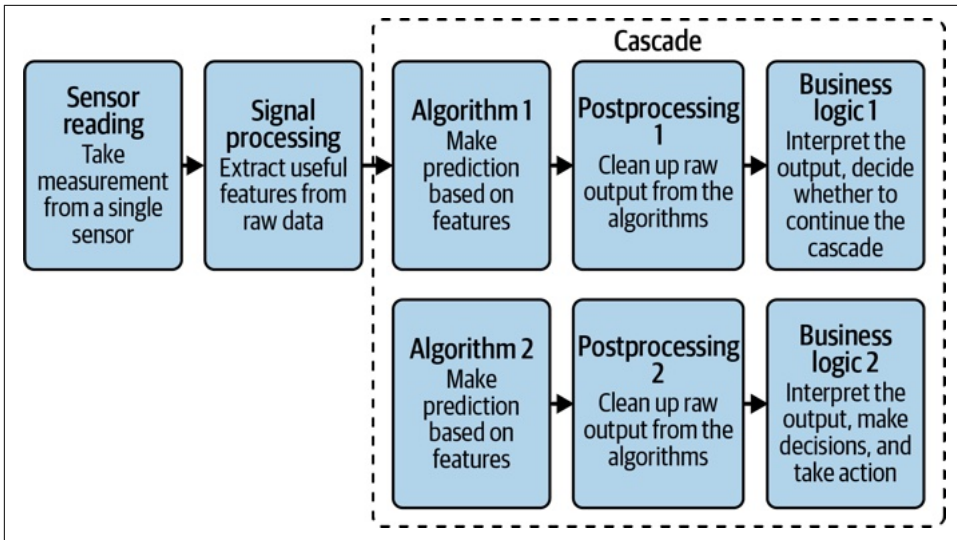 Cascade
Sensor
reading
Take
measurement
from a single
sensor
Signal
processing
Extract useful
features from
raw data
Algorithm 1
Make
prediction
based on
features
Postprocessing
1
Clean up raw
output from the
algorithms
Business
logic 1
Interpret the
output, decide
whether to
continue the
cascade
Algorithm 2
Make
prediction
based on
features
Postprocessing
2
Clean up raw
output from the
algorithms
Business
logic 2
Interpret the
output, make
decisions, and
take action